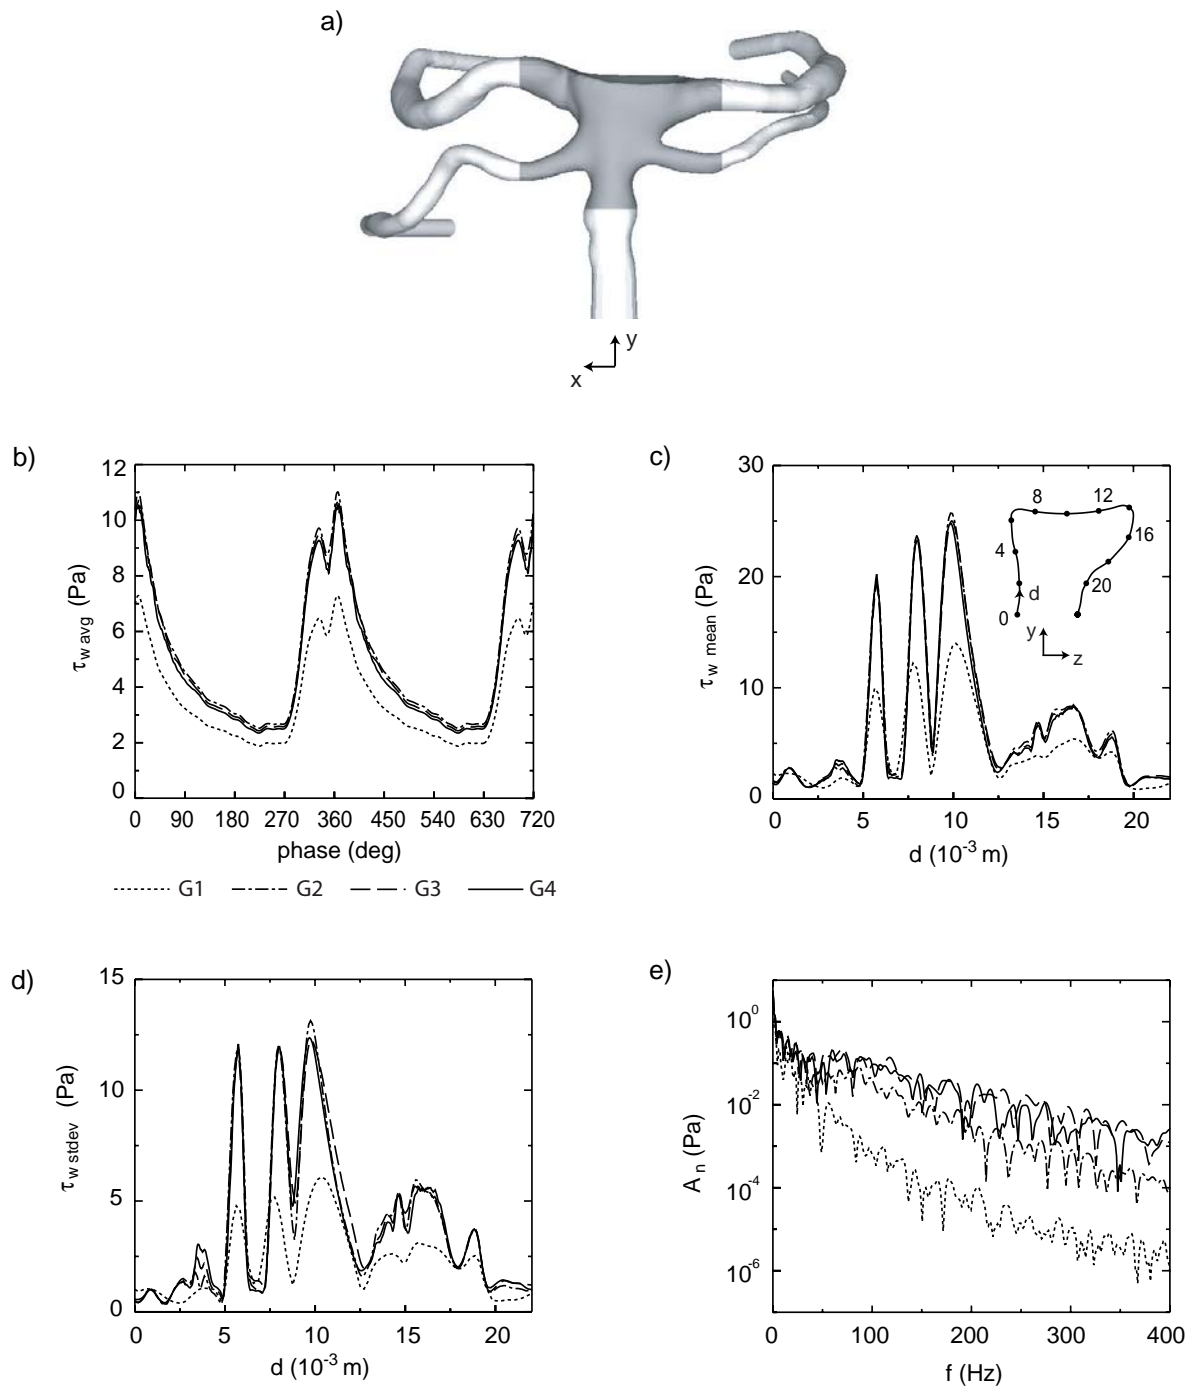 a)
y
x
b)
12
10
8
6
4
2
0
τw avg (Pa)
0 90 180 270 360 450 540 630 720
phase (deg)
G1 G2 G3 G4
c)
30
20
10
0
τw mean (Pa)
8 12
4 16
d 20
0
y
z
0 5 10 15 20
d (10-3 m)
d)
15
10
5
0
τw stdev (Pa)
0 5 10 15 20
d (10-3 m)
e)
100
10-2
10-4
10-6
An (Pa)
0 100 200 300 400
f (Hz)